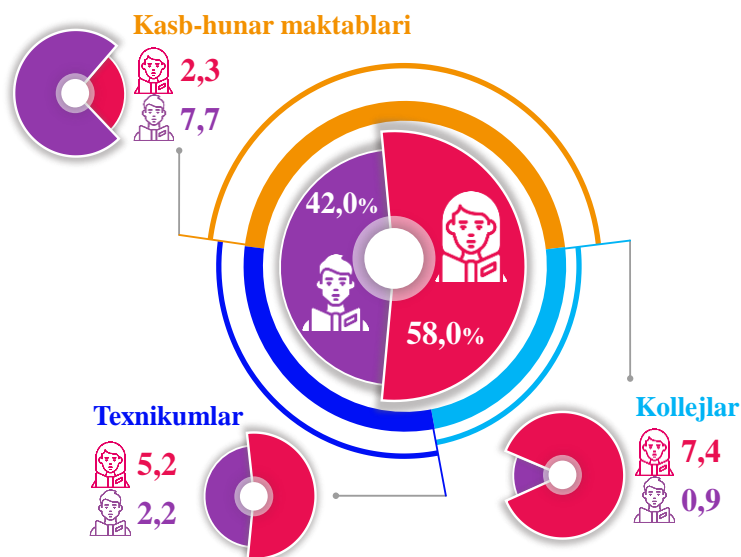 Kasb-hunar maktablari
2,3
7,7
42,0%
58,0%
Texnikumlar
5,2
2,2
Kollejlar
7,4
0,9